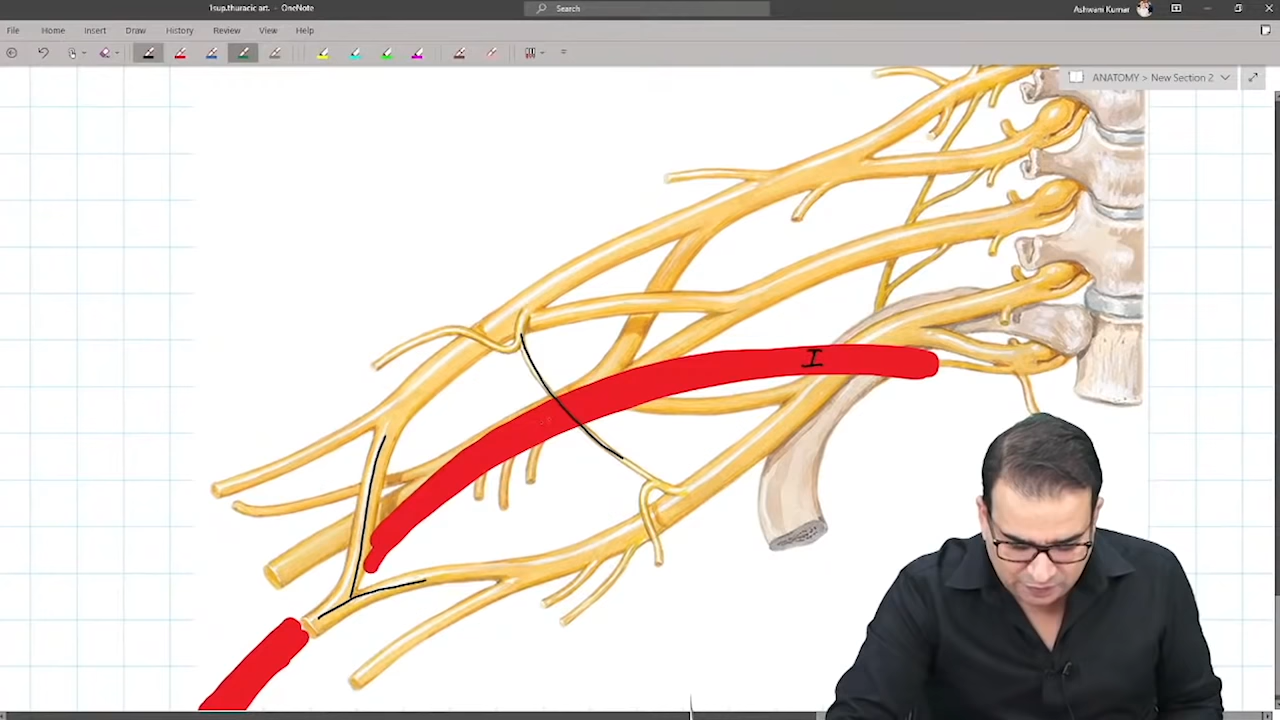 1sup.thuracic art. - OneNote
Search
Ashwani Kumar
File Home Insert Draw History Review View Help
ANATOMY > New Section 2
I